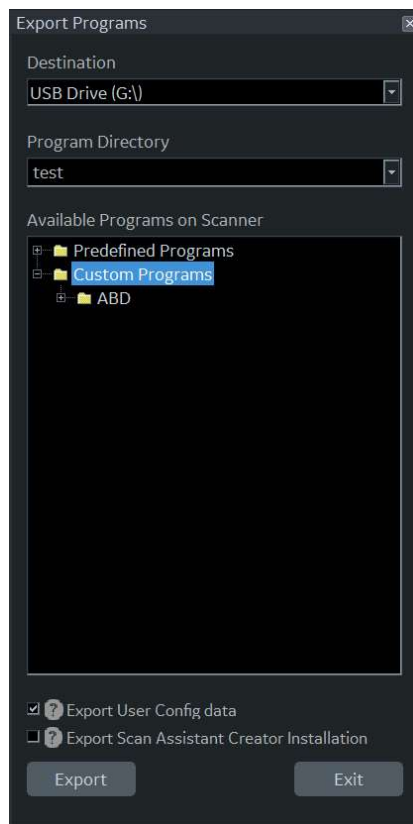 Export Programs
Destination
USB Drive (G:\)
Program Directory
test
Available Programs on Scanner
Predefined Programs
Custom Programs
ABD
Export User Config data
Export Scan Assistant Creator Installation
Export Exit